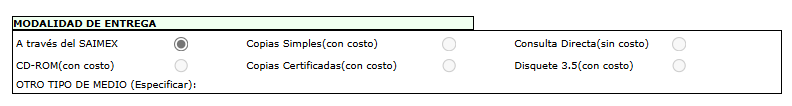 MODALIDAD DE ENTREGA
A través del SAIMEX Copias Simples(con costo) Consulta Directa(sin costo)
CD-ROM(con costo) Copias Certificadas(con costo) Disquete 3.5(con costo)
OTRO TIPO DE MEDIO (Especificar):